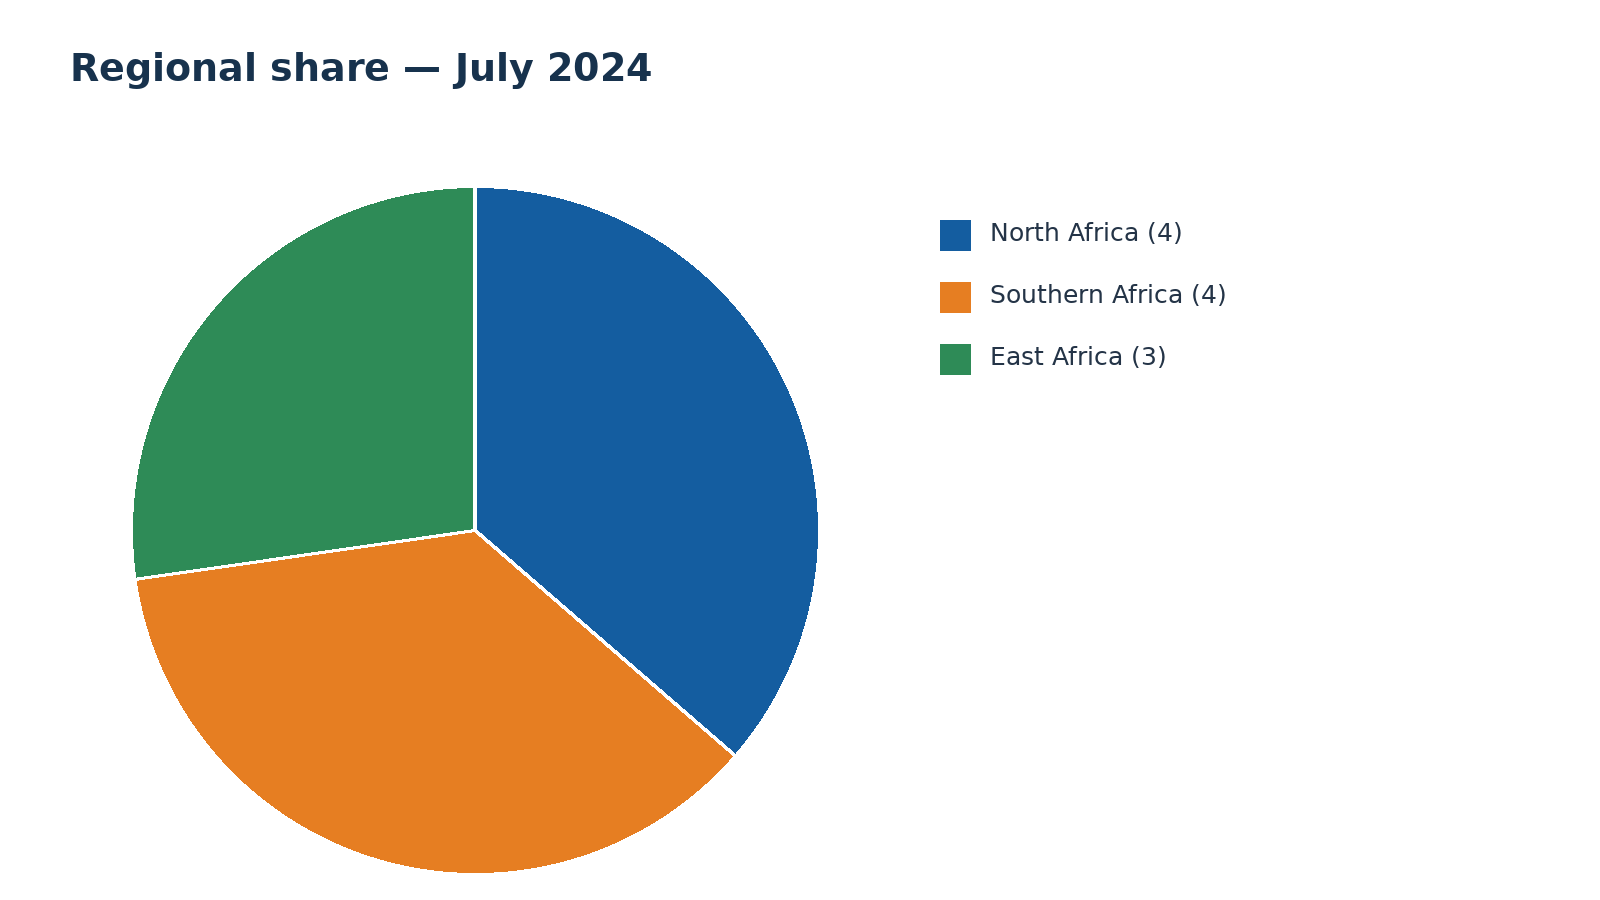 Regional share — July 2024
North Africa (4)
Southern Africa (4)
East Africa (3)